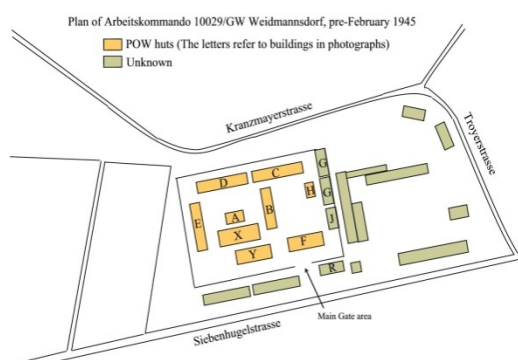 Plan of Arbeitskommando 10029/GW Weidmannsdorf, pre-February 1945
POW huts (The letters refer to buildings in photographs)
Unknown
Kranzmayerstrasse
Troyerstrasse
G
C
D
H
G
B
E
A
J
X
F
Y
R
Main Gate area
Siebenhugelstrasse